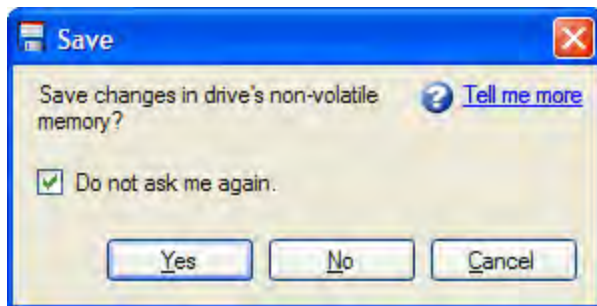 Save
Save changes in drive's non-volatile
memory?
Tell me more
Do not ask me again.
Yes
No
Cancel